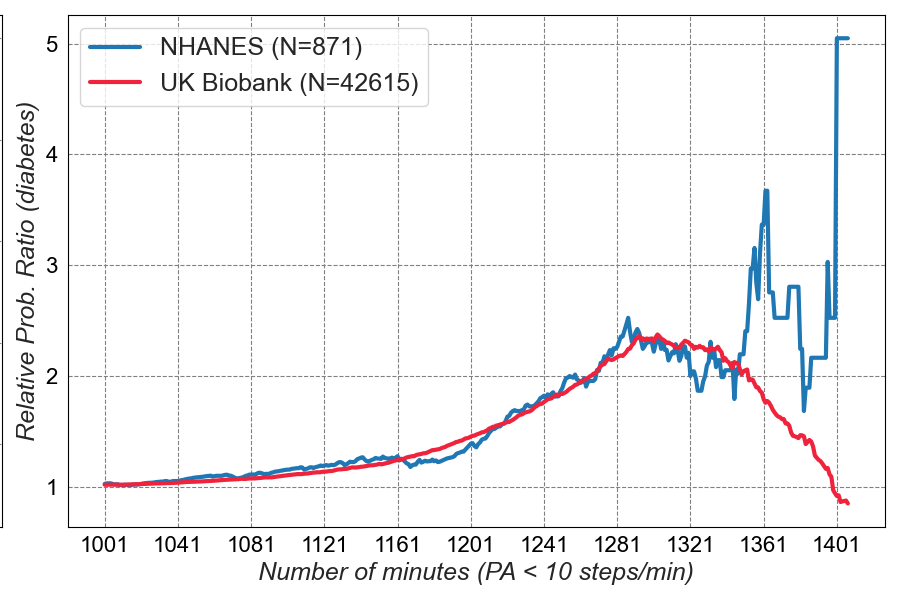 NHANES (N=871)
UK Biobank (N=42615)
Relative Prob. Ratio (diabetes)
5
4
3
2
1
1001 1041 1081 1121 1161 1201 1241 1281 1321 1361 1401
Number of minutes (PA < 10 steps/min)